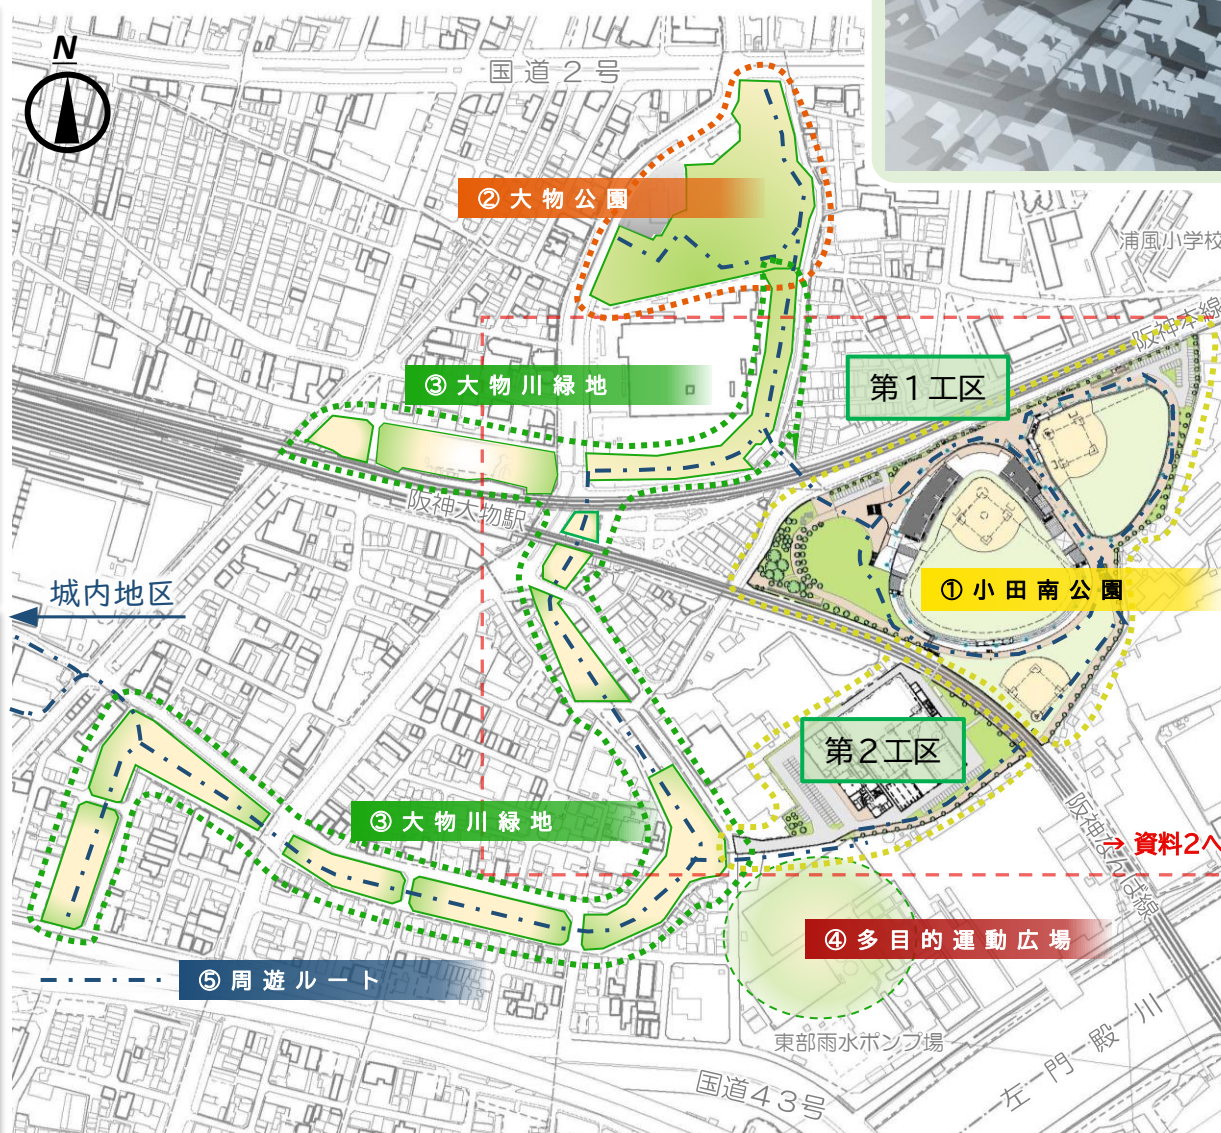 N
国道２号
②大物公園
浦風小学校
阪神本線
③大物川緑地
第１工区
阪神大物駅
城内地区
①小田南公園
第２工区
③大物川緑地
阪神なんば線
→ 資料2へ
④多目的運動広場
⑤周遊ルート
東部雨水ポンプ場
左門殿川
国道４３号